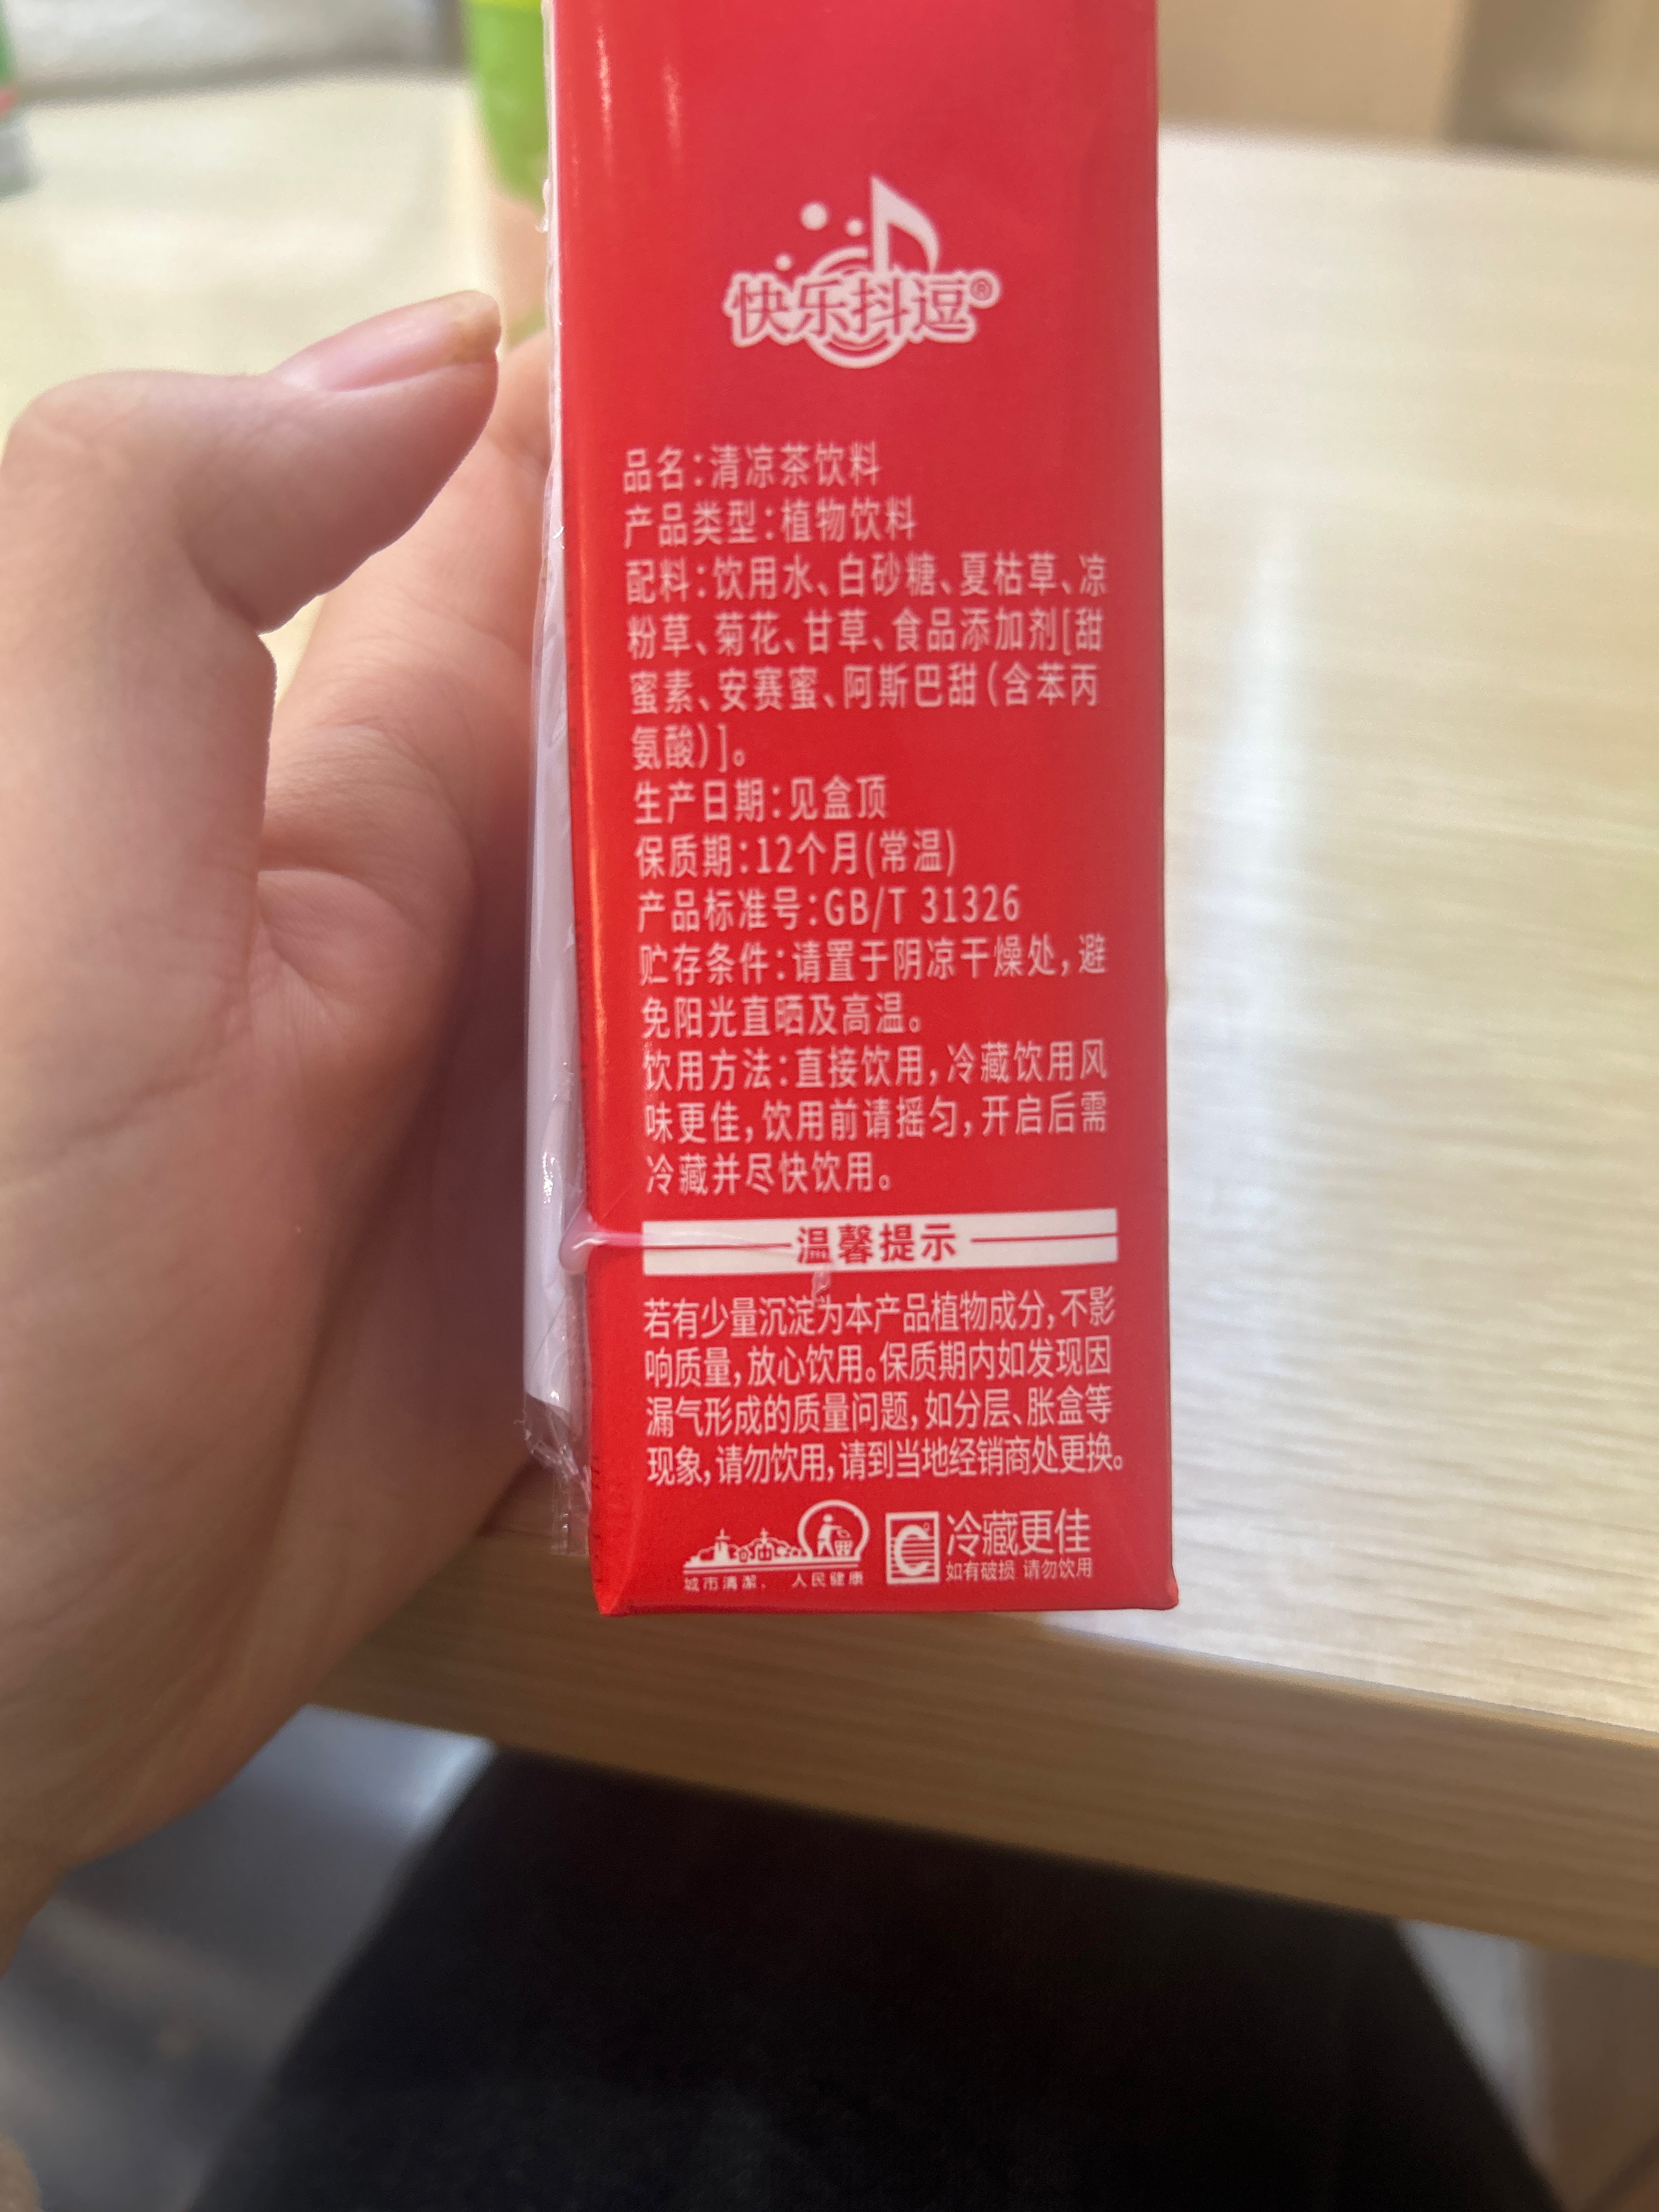 快乐抖逗®
品名:清凉茶饮料
产品类型:植物饮料
配料:饮用水、白砂糖、夏枯草、凉
粉草、菊花、甘草、食品添加剂[甜
蜜素、安赛蜜、阿斯巴甜(含苯丙
氨酸)]。
生产日期:见盒顶
保质期:12个月(常温)
产品标准号:GB/T 31326
贮存条件:请置于阴凉干燥处,避
免阳光直晒及高温。
饮用方法:直接饮用,冷藏饮用风
味更佳,饮用前请摇匀,开启后需
冷藏并尽快饮用。
温馨提示
若有少量沉淀为本产品植物成分,不影
响质量,放心饮用。保质期内如发现因
漏气形成的质量问题,如分层、胀盒等
现象,请勿饮用,请到当地经销商处更换。
城市清潔、人民健康
C 冷藏更佳
如有破损 请勿饮用